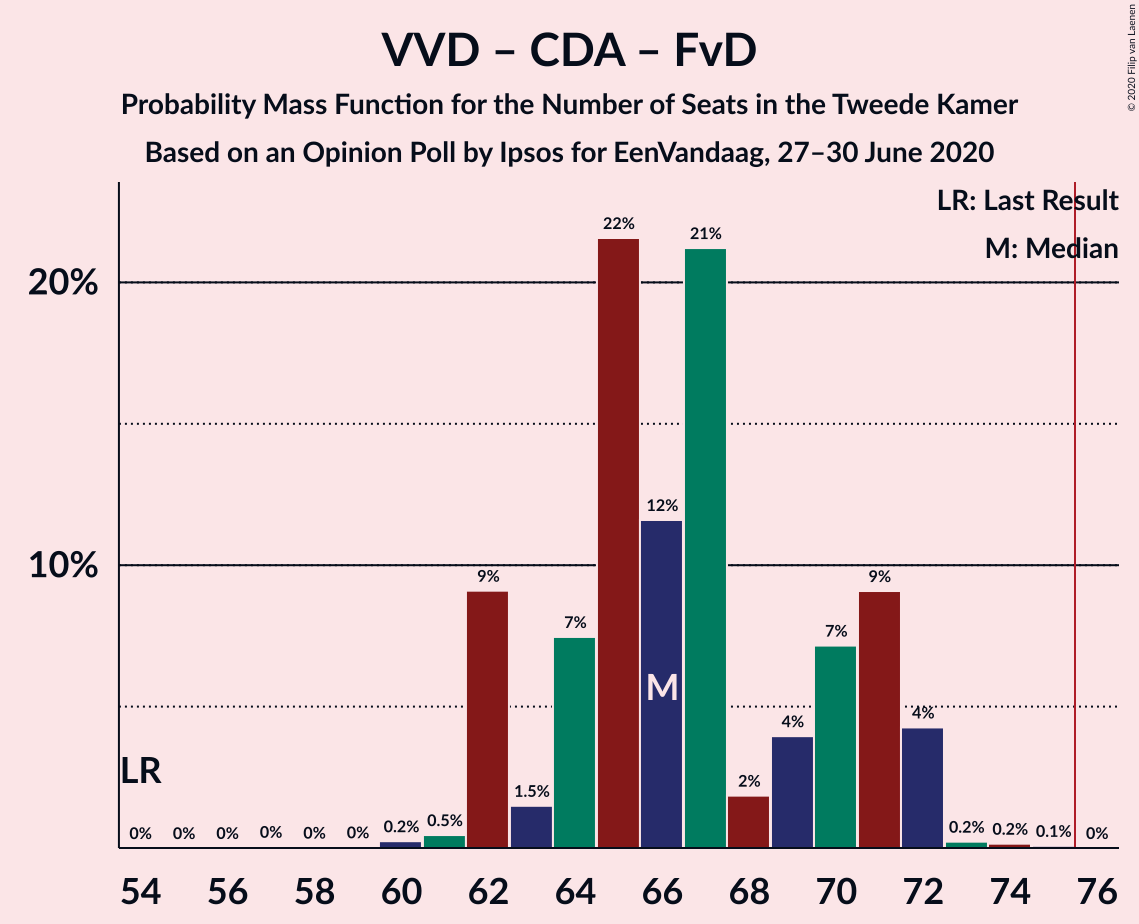 VVD – CDA – FvD
Probability Mass Function for the Number of Seats in the Tweede Kamer
Based on an Opinion Poll by Ipsos for EenVandaag, 27–30 June 2020
© 2020 Filip van Laenen
LR: Last Result
M: Median
20%
10%
22%
21%
12%
9%
9%
7%
7%
4%
4%
2%
1.5%
0.5%
0.2%
0.2%
0.2%
0.1%
0%
0%
0%
0%
0%
0%
0%
M
LR
54 56 58 60 62 64 66 68 70 72 74 76